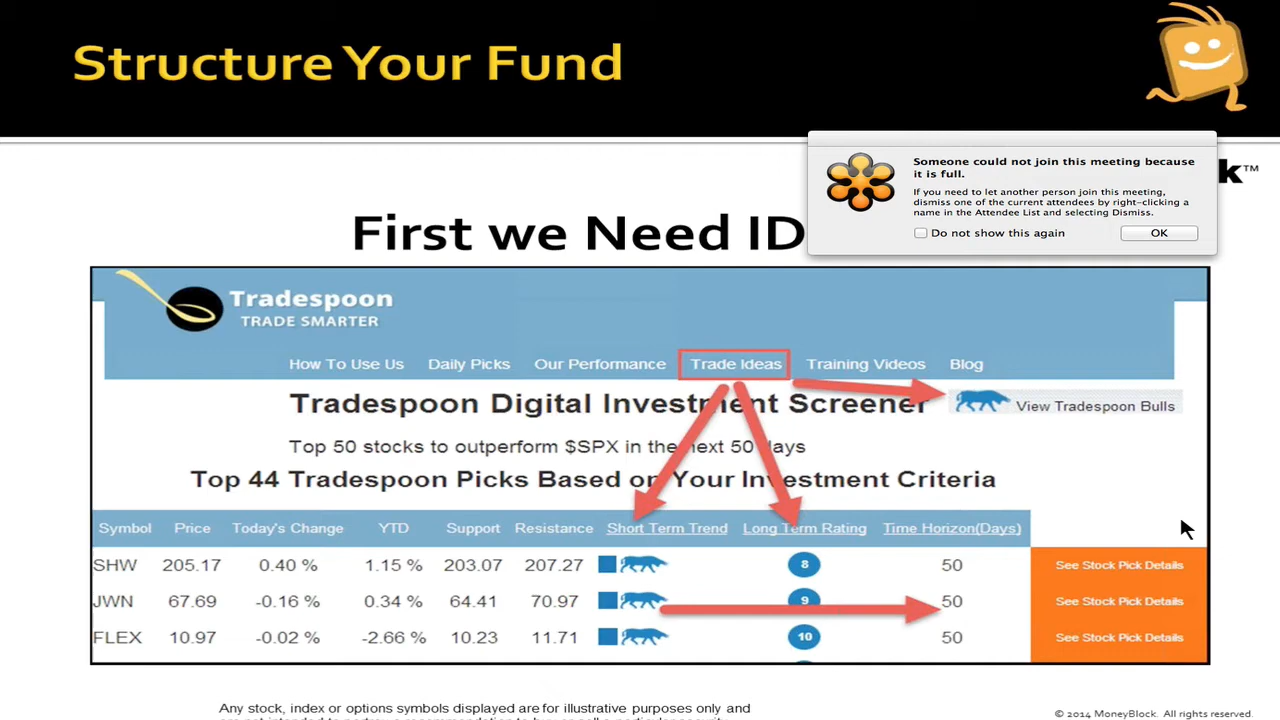 Structure Your Fund
Someone could not join this meeting because
it is full.
If you need to let another person join this meeting,
dismiss one of the current attendees by right-clicking a
name in the Attendee List and selecting Dismiss.
Do not show this again
OK
k™
First we Need ID
Tradespoon
TRADE SMARTER
How To Use Us Daily Picks Our Performance Trade Ideas Training Videos Blog
Tradespoon Digital Investment Screener
View Tradespoon Bulls
Top 50 stocks to outperform $SPX in the next 50 days
Top 44 Tradespoon Picks Based on Your Investment Criteria
Symbol Price Today's Change YTD Support Resistance Short Term Trend Long Term Rating Time Horizon(Days)
SHW 205.17 0.40 % 1.15 % 203.07 207.27 8 50 See Stock Pick Details
JWN 67.69 -0.16 % 0.34 % 64.41 70.97 9 50 See Stock Pick Details
FLEX 10.97 -0.02 % -2.66 % 10.23 11.71 10 50 See Stock Pick Details
Any stock, index or options symbols displayed are for illustrative purposes only and
© 2014 MoneyBlock. All rights reserved.